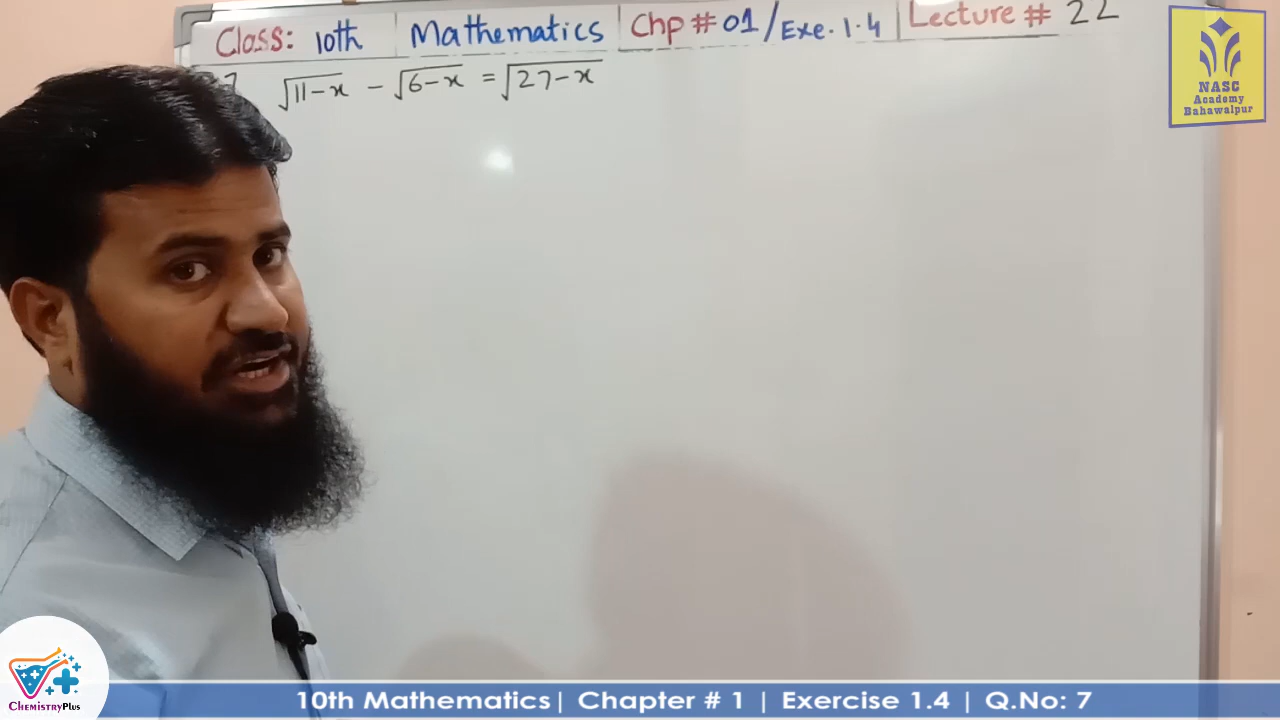 Class: 10th Mathematics Chp # 01/Exe. 1.4 Lecture # 22
7 √11-x - √6-x = √27-x
NASC
Academy
Bahawalpur
CHEMISTRYPLUS
10th Mathematics| Chapter # 1 | Exercise 1.4 | Q.No: 7